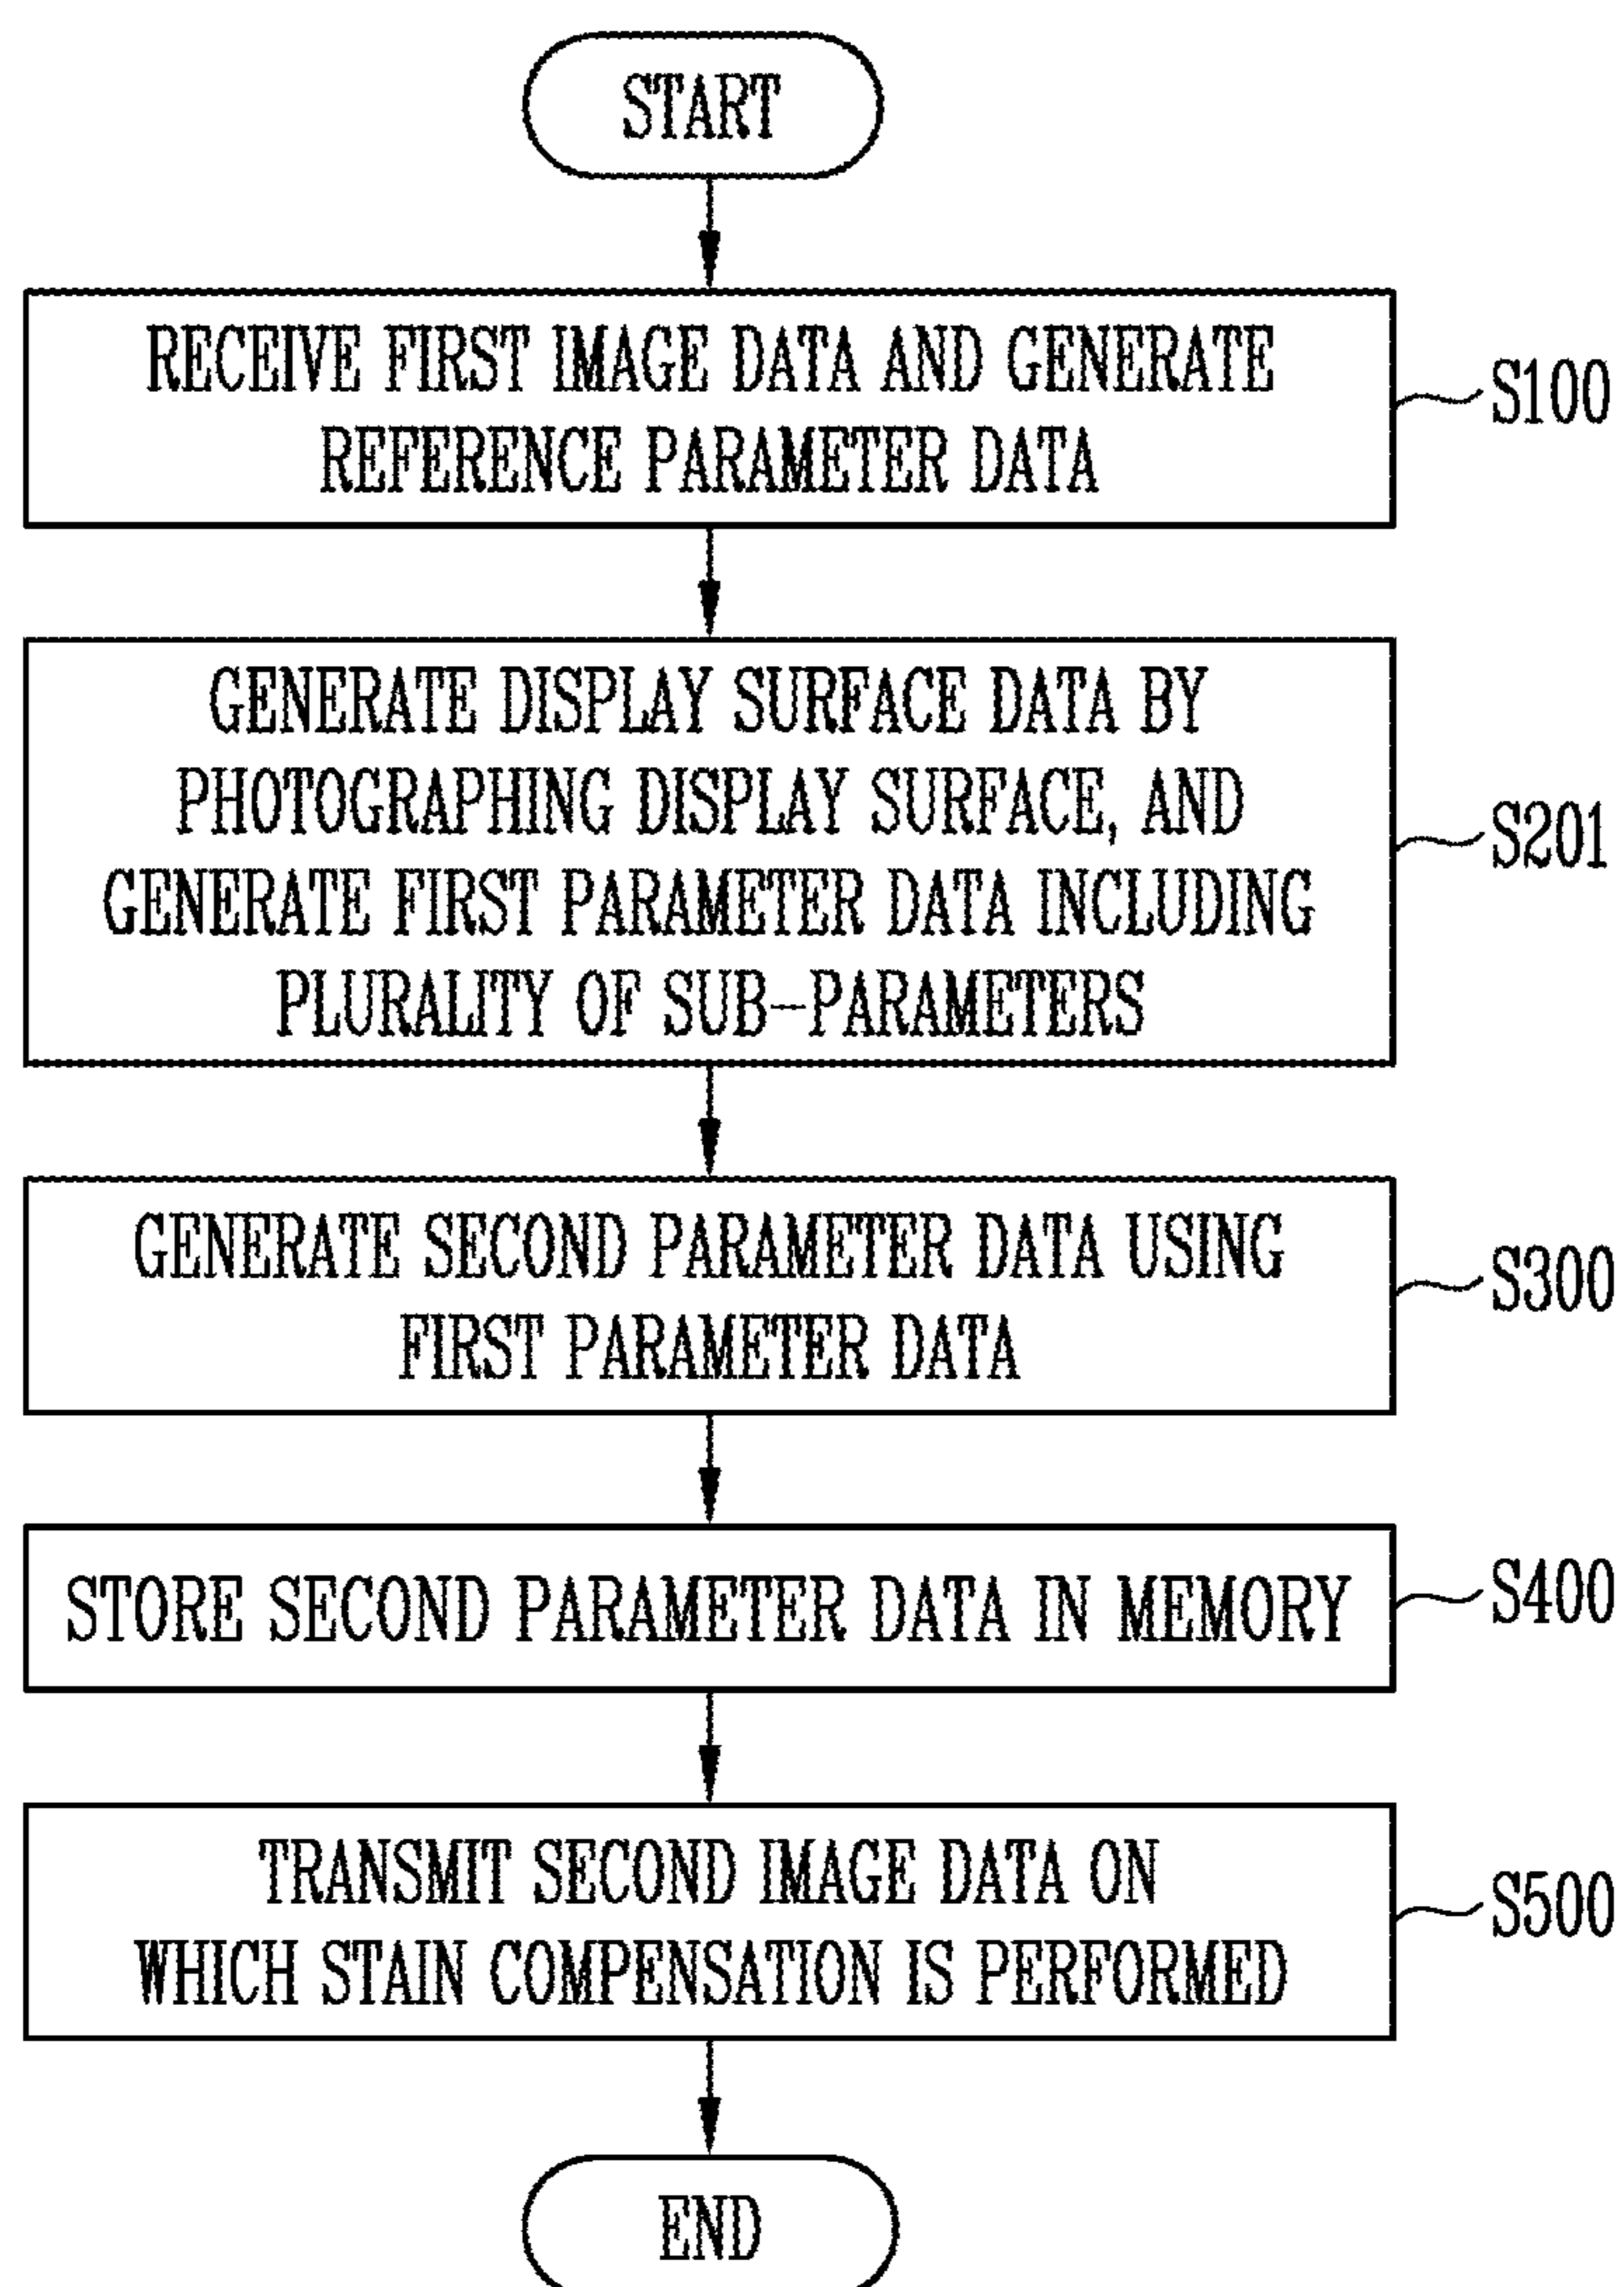 START
RECEIVE FIRST IMAGE DATA AND GENERATE
REFERENCE PARAMETER DATA
S100
GENERATE DISPLAY SURFACE DATA BY
PHOTOGRAPHING DISPLAY SURFACE, AND
GENERATE FIRST PARAMETER DATA INCLUDING
PLURALITY OF SUB-PARAMETERS
S201
GENERATE SECOND PARAMETER DATA USING
FIRST PARAMETER DATA
S300
STORE SECOND PARAMETER DATA IN MEMORY
S400
TRANSMIT SECOND IMAGE DATA ON
WHICH STAIN COMPENSATION IS PERFORMED
S500
END